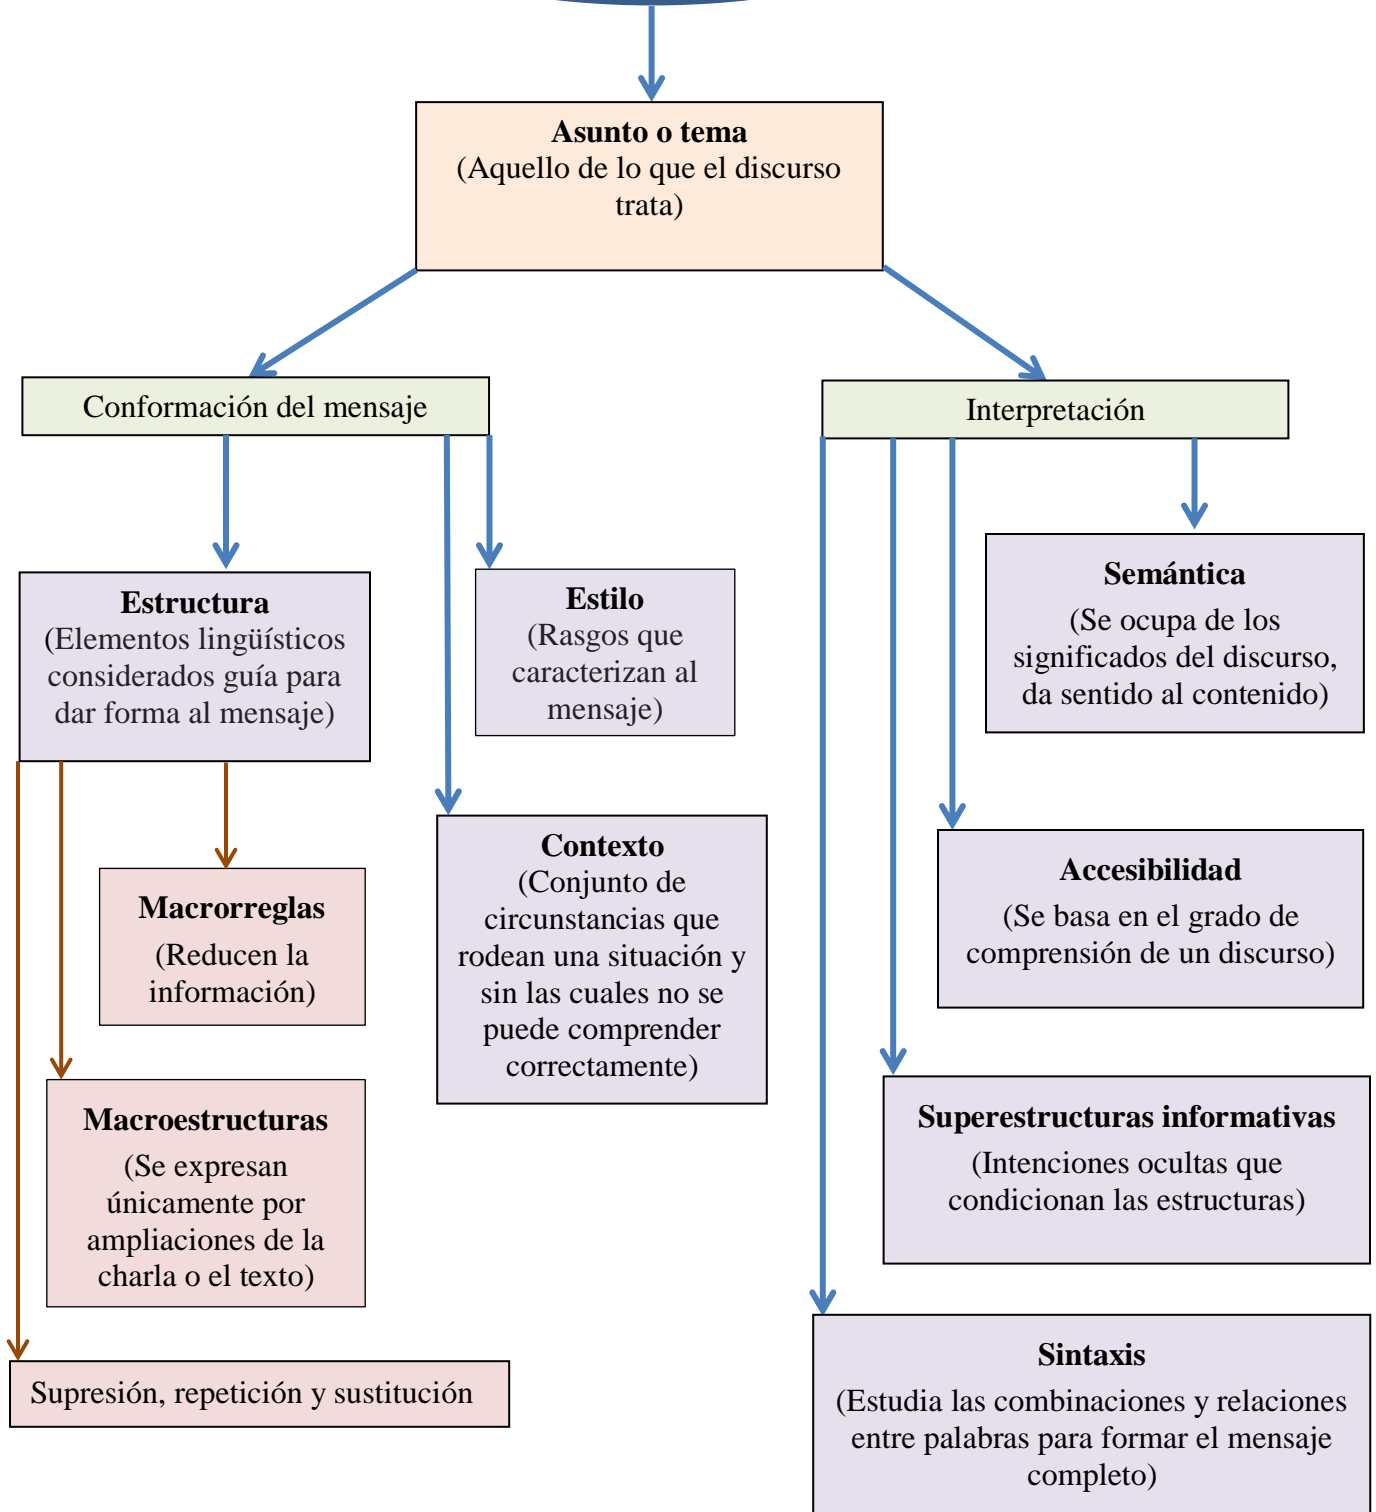 Asunto o tema
(Aquello de lo que el discurso
trata)
Conformación del mensaje
Interpretación
Estructura
(Elementos lingüísticos
considerados guía para
dar forma al mensaje)
Estilo
(Rasgos que
caracterizan al
mensaje)
Semántica
(Se ocupa de los
significados del discurso,
da sentido al contenido)
Macrorreglas
(Reducen la
información)
Contexto
(Conjunto de
circunstancias que
rodean una situación y
sin las cuales no se
puede comprender
correctamente)
Accesibilidad
(Se basa en el grado de
comprensión de un discurso)
Macroestructuras
(Se expresan
únicamente por
ampliaciones de la
charla o el texto)
Superestructuras informativas
(Intenciones ocultas que
condicionan las estructuras)
Supresión, repetición y sustitución
Sintaxis
(Estudia las combinaciones y relaciones
entre palabras para formar el mensaje
completo)